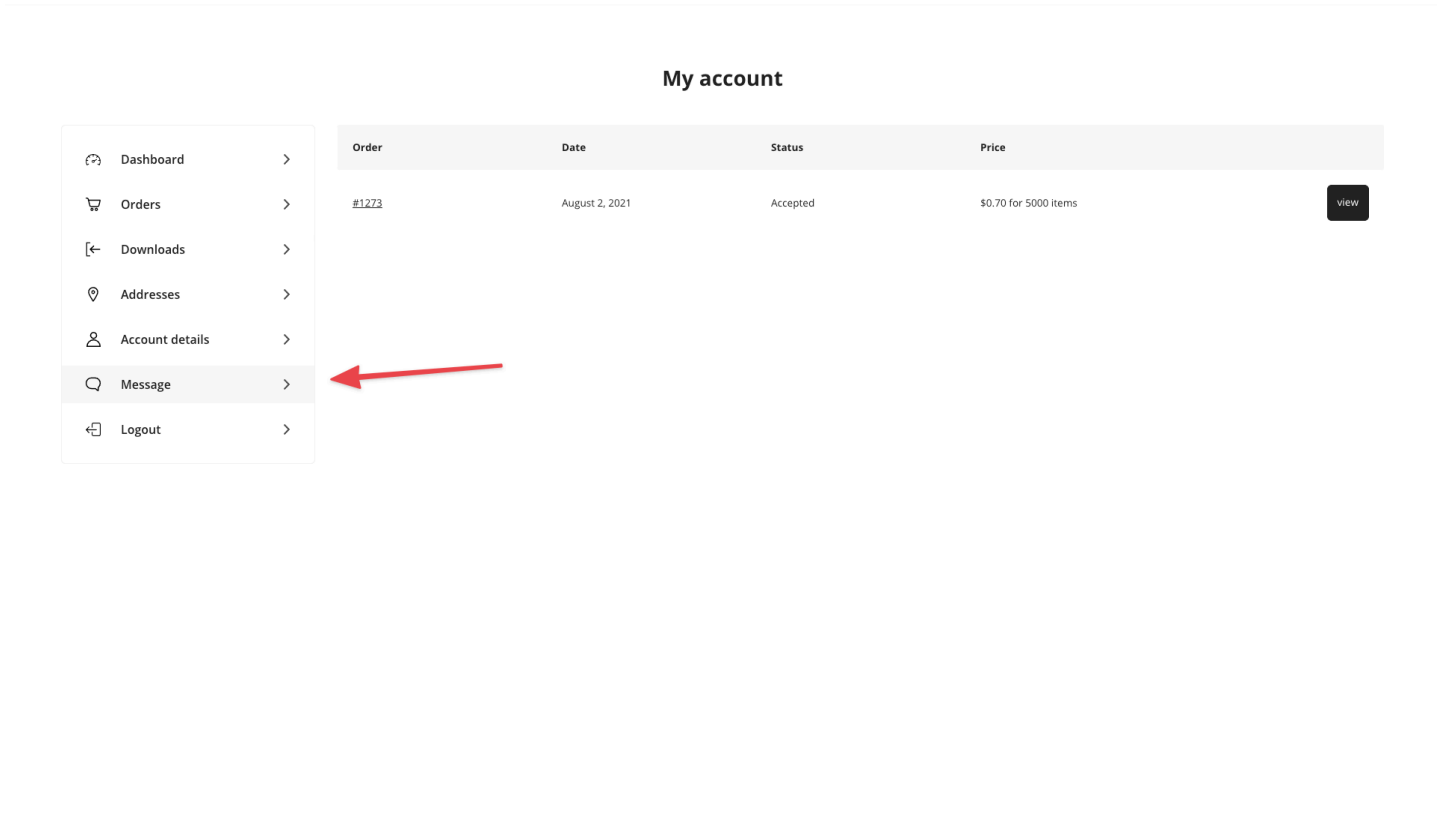 My account
Dashboard
Orders
Downloads
Addresses
Account details
Message
Logout
Order Date Status Price
#1273 August 2, 2021 Accepted $0.70 for 5000 items view